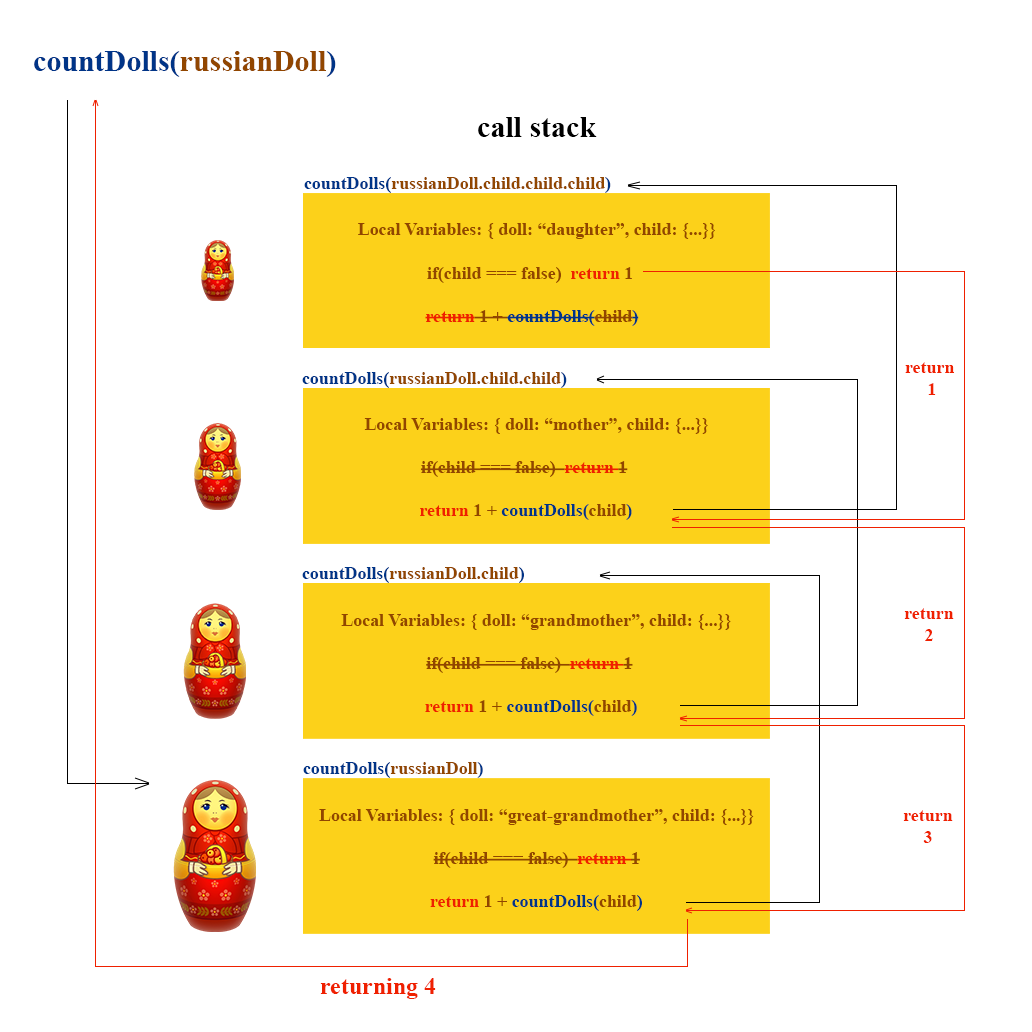 countDolls(russianDoll)
call stack
countDolls(russianDoll.child.child.child)
Local Variables: { doll: “daughter”, child: {...}}
if(child === false) return 1
return 1 + countDolls(child)
return
1
countDolls(russianDoll.child.child)
Local Variables: { doll: “mother”, child: {...}}
if(child === false) return 1
return 1 + countDolls(child)
countDolls(russianDoll.child)
Local Variables: { doll: “grandmother”, child: {...}}
return
2
if(child === false) return 1
return 1 + countDolls(child)
countDolls(russianDoll)
Local Variables: { doll: “great-grandmother”, child: {...}}
return
3
if(child === false) return 1
return 1 + countDolls(child)
returning 4